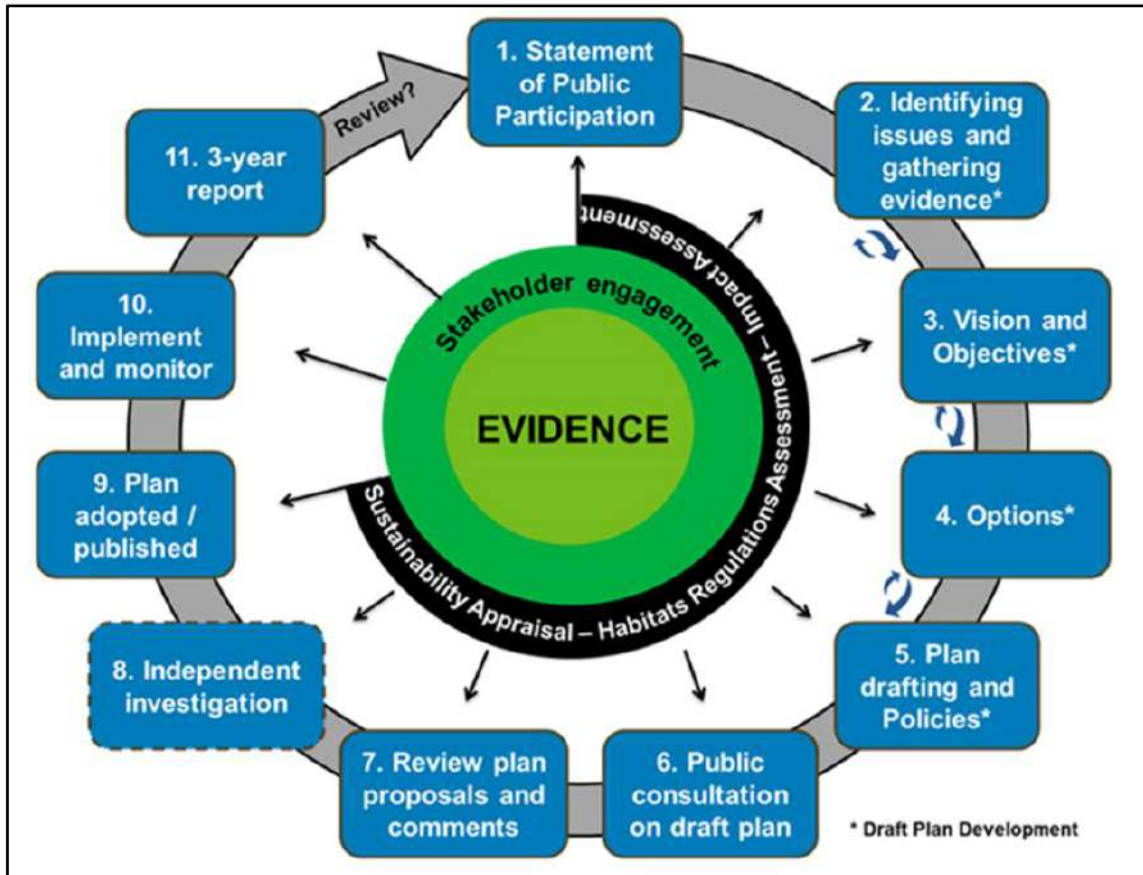 1. Statement
of Public
Participation
2. Identifying
issues and
gathering
evidence*
3. Vision and
Objectives*
4. Options*
5. Plan
drafting and
Policies*
6. Public
consultation
on draft plan
7. Review plan
proposals and
comments
8. Independent
investigation
9. Plan
adopted /
published
10.
Implement
and monitor
11. 3-year
report
Review?
Stakeholder engagement
EVIDENCE
Sustainability Appraisal – Habitats Regulations Assessment – Impact Assessment
* Draft Plan Development